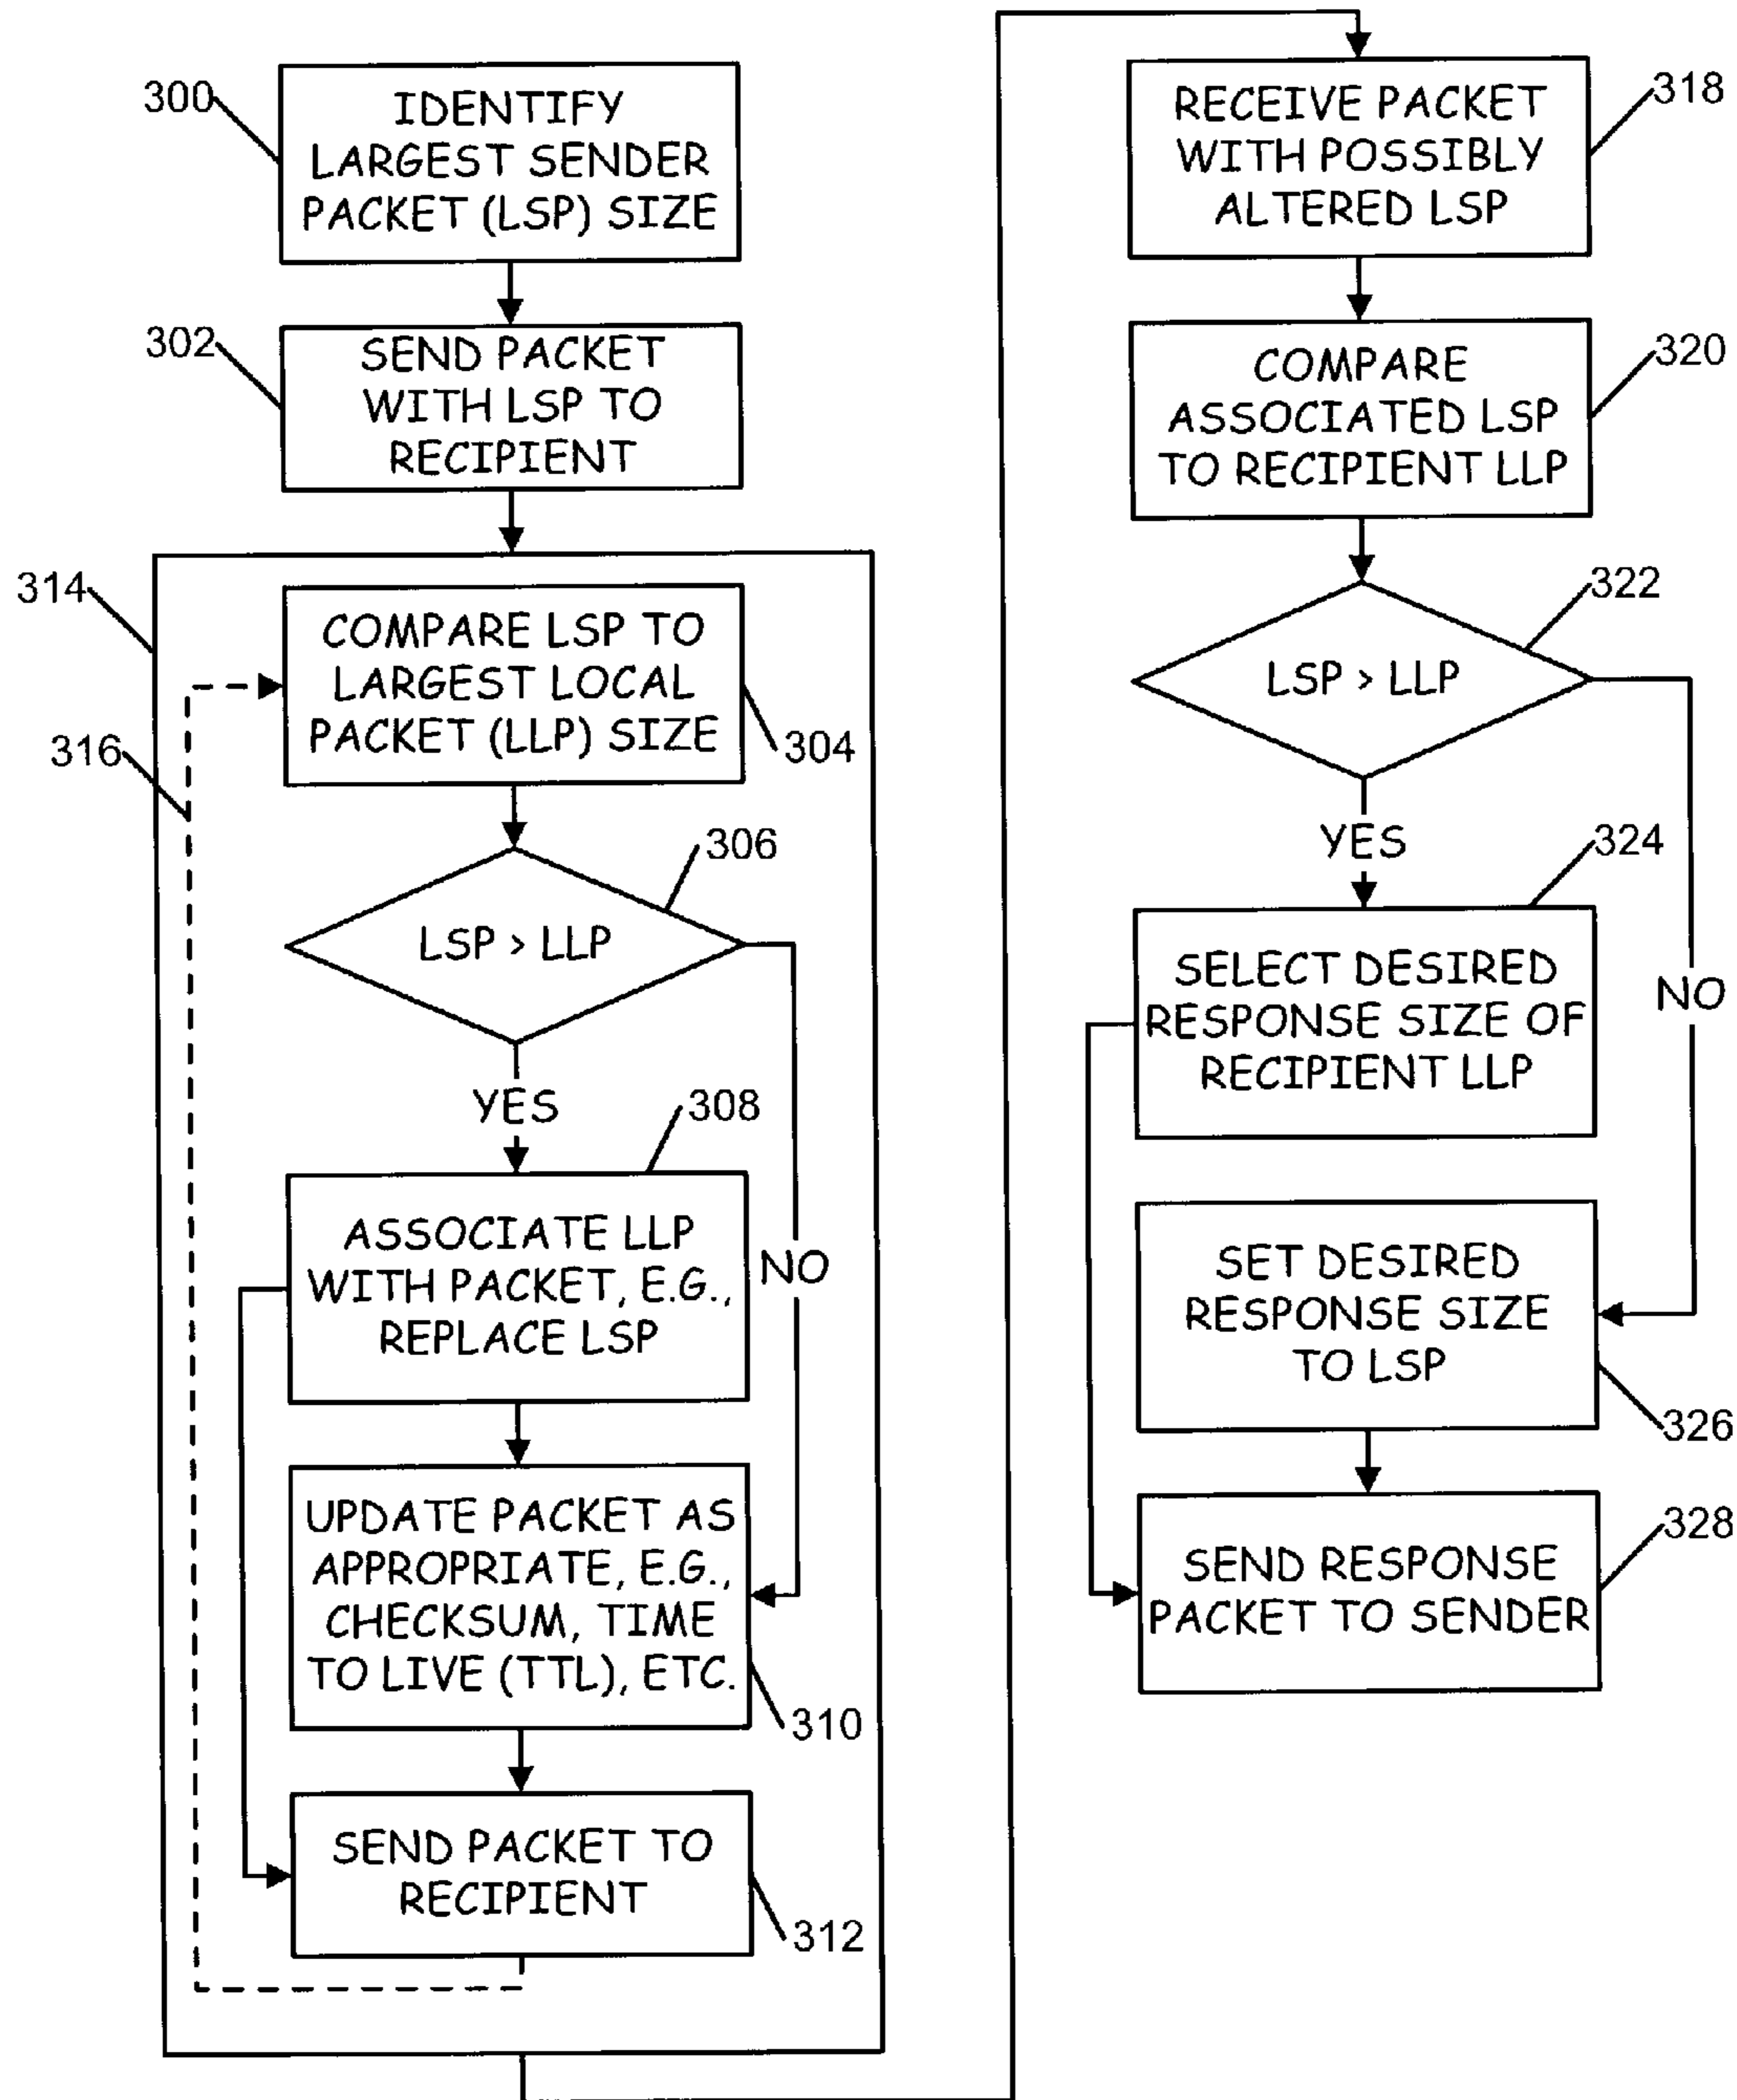 300
IDENTIFY
LARGEST SENDER
PACKET (LSP) SIZE
302
SEND PACKET
WITH LSP TO
RECIPIENT
314
COMPARE LSP TO
LARGEST LOCAL
PACKET (LLP) SIZE
304
316
306
LSP > LLP
YES
NO
308
ASSOCIATE LLP
WITH PACKET, E.G.,
REPLACE LSP
UPDATE PACKET AS
APPROPRIATE, E.G.,
CHECKSUM, TIME
TO LIVE (TTL), ETC.
310
SEND PACKET TO
RECIPIENT
312
RECEIVE PACKET
WITH POSSIBLY
ALTERED LSP
318
COMPARE
ASSOCIATED LSP
TO RECIPIENT LLP
320
322
LSP > LLP
YES
NO
324
SELECT DESIRED
RESPONSE SIZE OF
RECIPIENT LLP
SET DESIRED
RESPONSE SIZE
TO LSP
326
SEND RESPONSE
PACKET TO SENDER
328